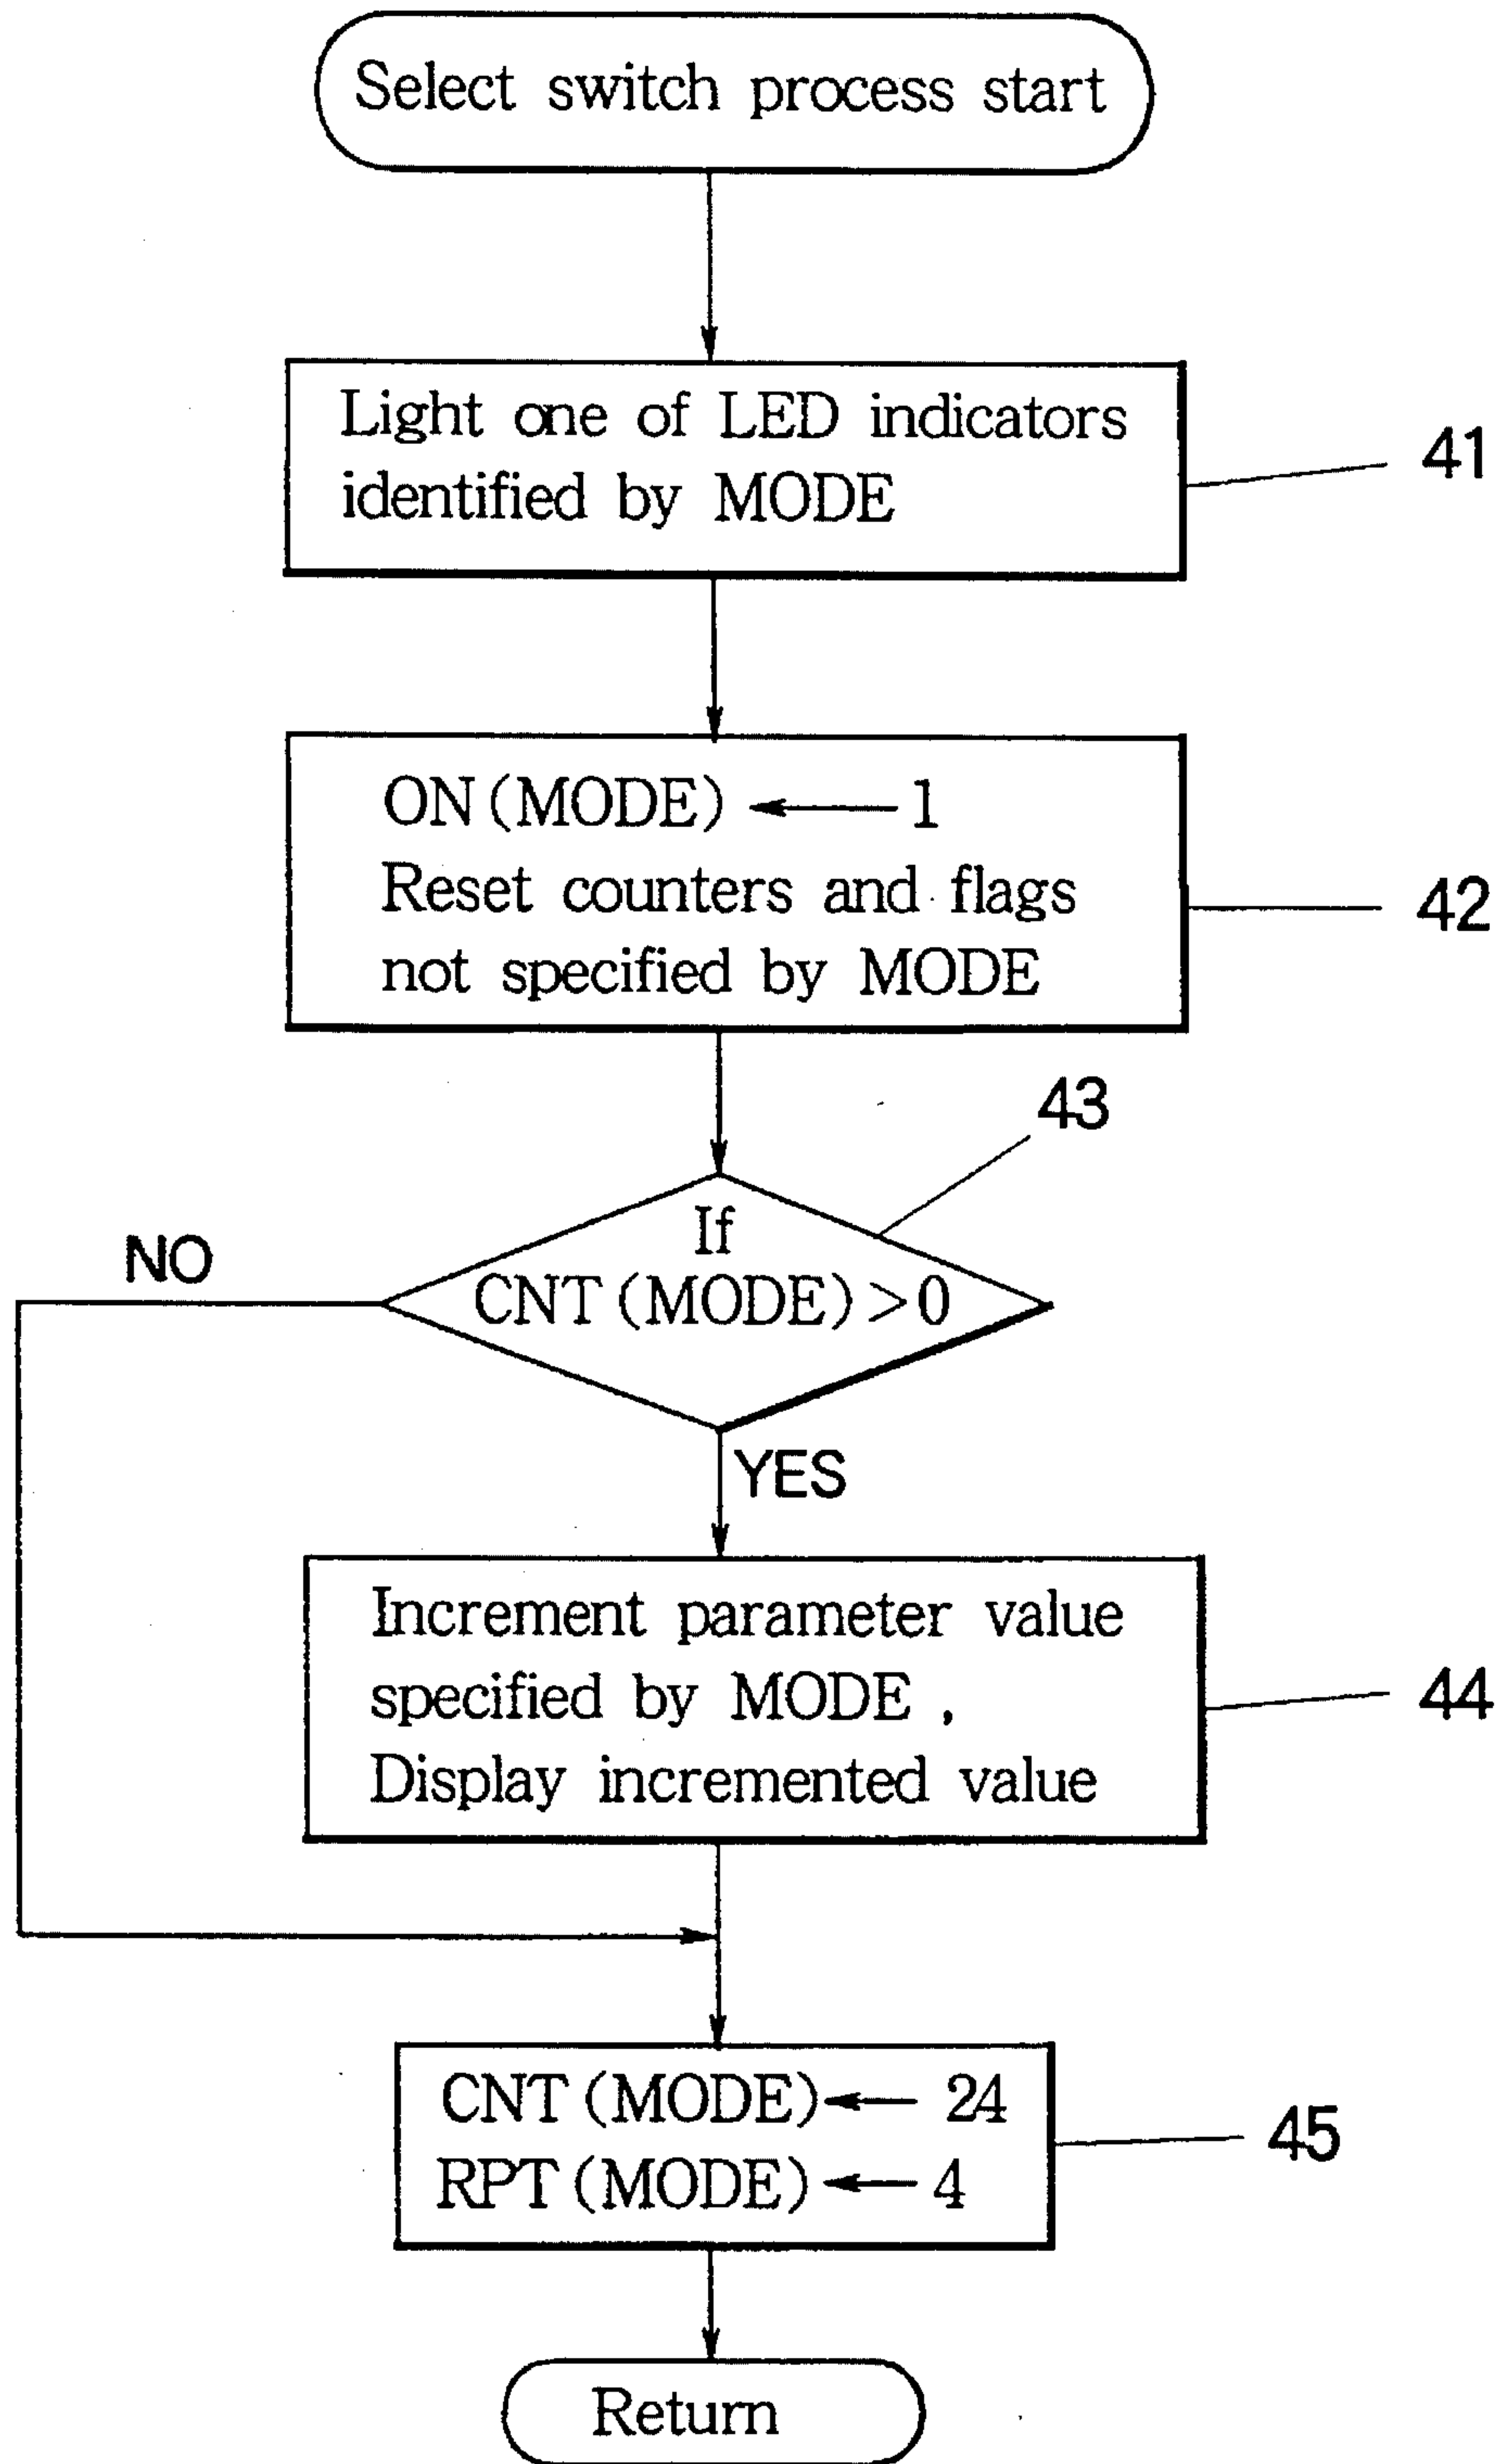 Select switch process start
Light one of LED indicators
identified by MODE
41
ON(MODE) ← 1
Reset counters and flags
not specified by MODE
42
43
If
CNT(MODE)>0
NO
YES
Increment parameter value
specified by MODE ,
Display incremented value
44
CNT(MODE)← 24
RPT(MODE)← 4
45
Return